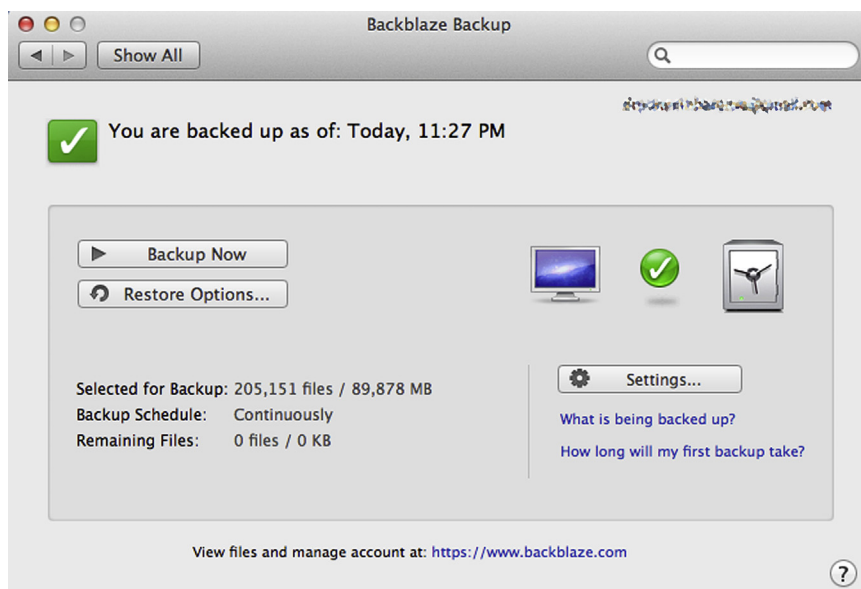 Backblaze Backup
Show All
You are backed up as of: Today, 11:27 PM
Backup Now
Restore Options...
Selected for Backup: 205,151 files / 89,878 MB
Backup Schedule: Continuously
Remaining Files: 0 files / 0 KB
Settings...
What is being backed up?
How long will my first backup take?
View files and manage account at: https://www.backblaze.com
?